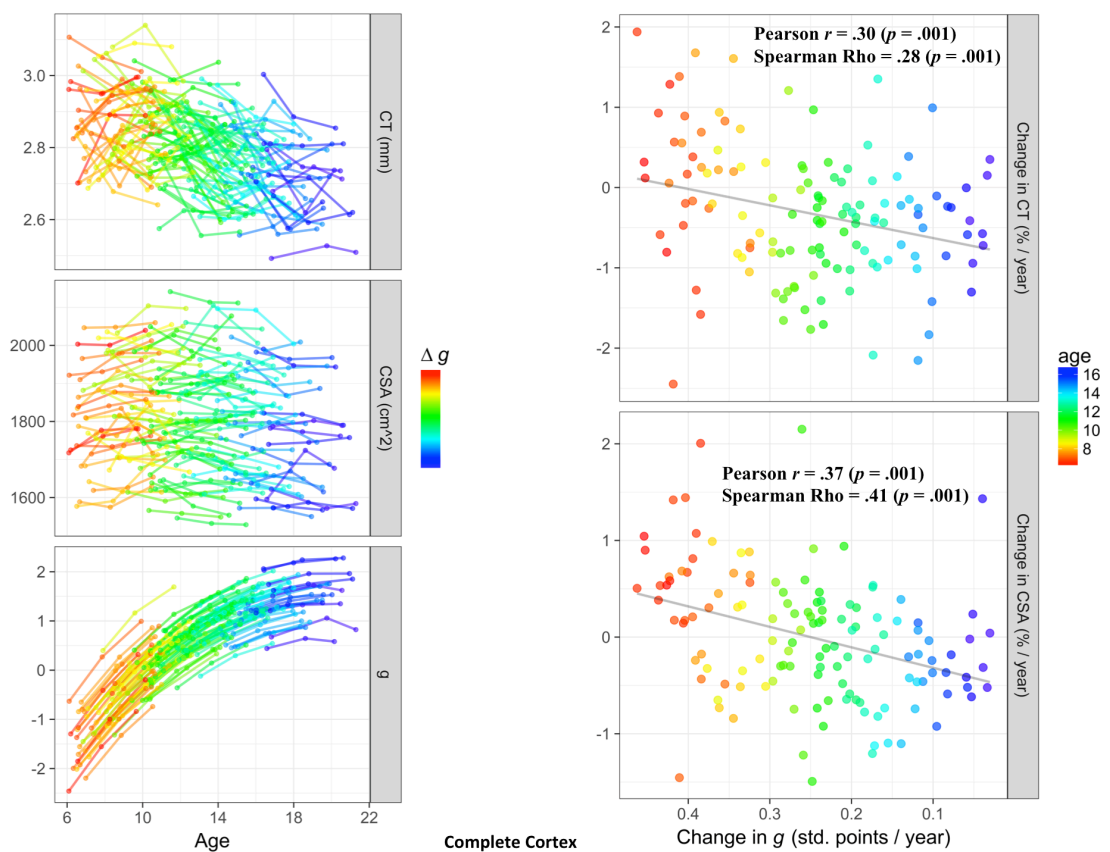 3.0
2.8
2.6
CT (mm)
2000
1800
1600
CSA (cm^2)
2
1
0
-1
-2
g
6
10
14
18
22
Age
Δ g
Complete Cortex
Pearson r = .30 (p = .001)
Spearman Rho = .28 (p = .001)
2
1
0
-1
-2
Change in CT (% / year)
Pearson r = .37 (p = .001)
Spearman Rho = .41 (p = .001)
2
1
0
-1
Change in CSA (% / year)
0.4
0.3
0.2
0.1
Change in g (std. points / year)
age
16
14
12
10
8